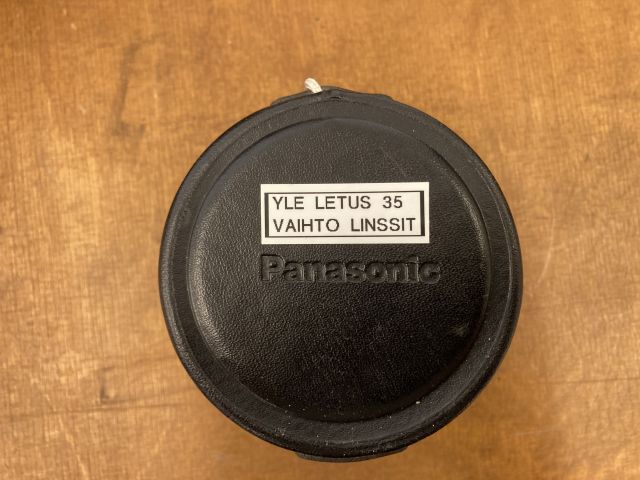 YLE LETUS 35
VAIHTO LINSSIT
Panasonic